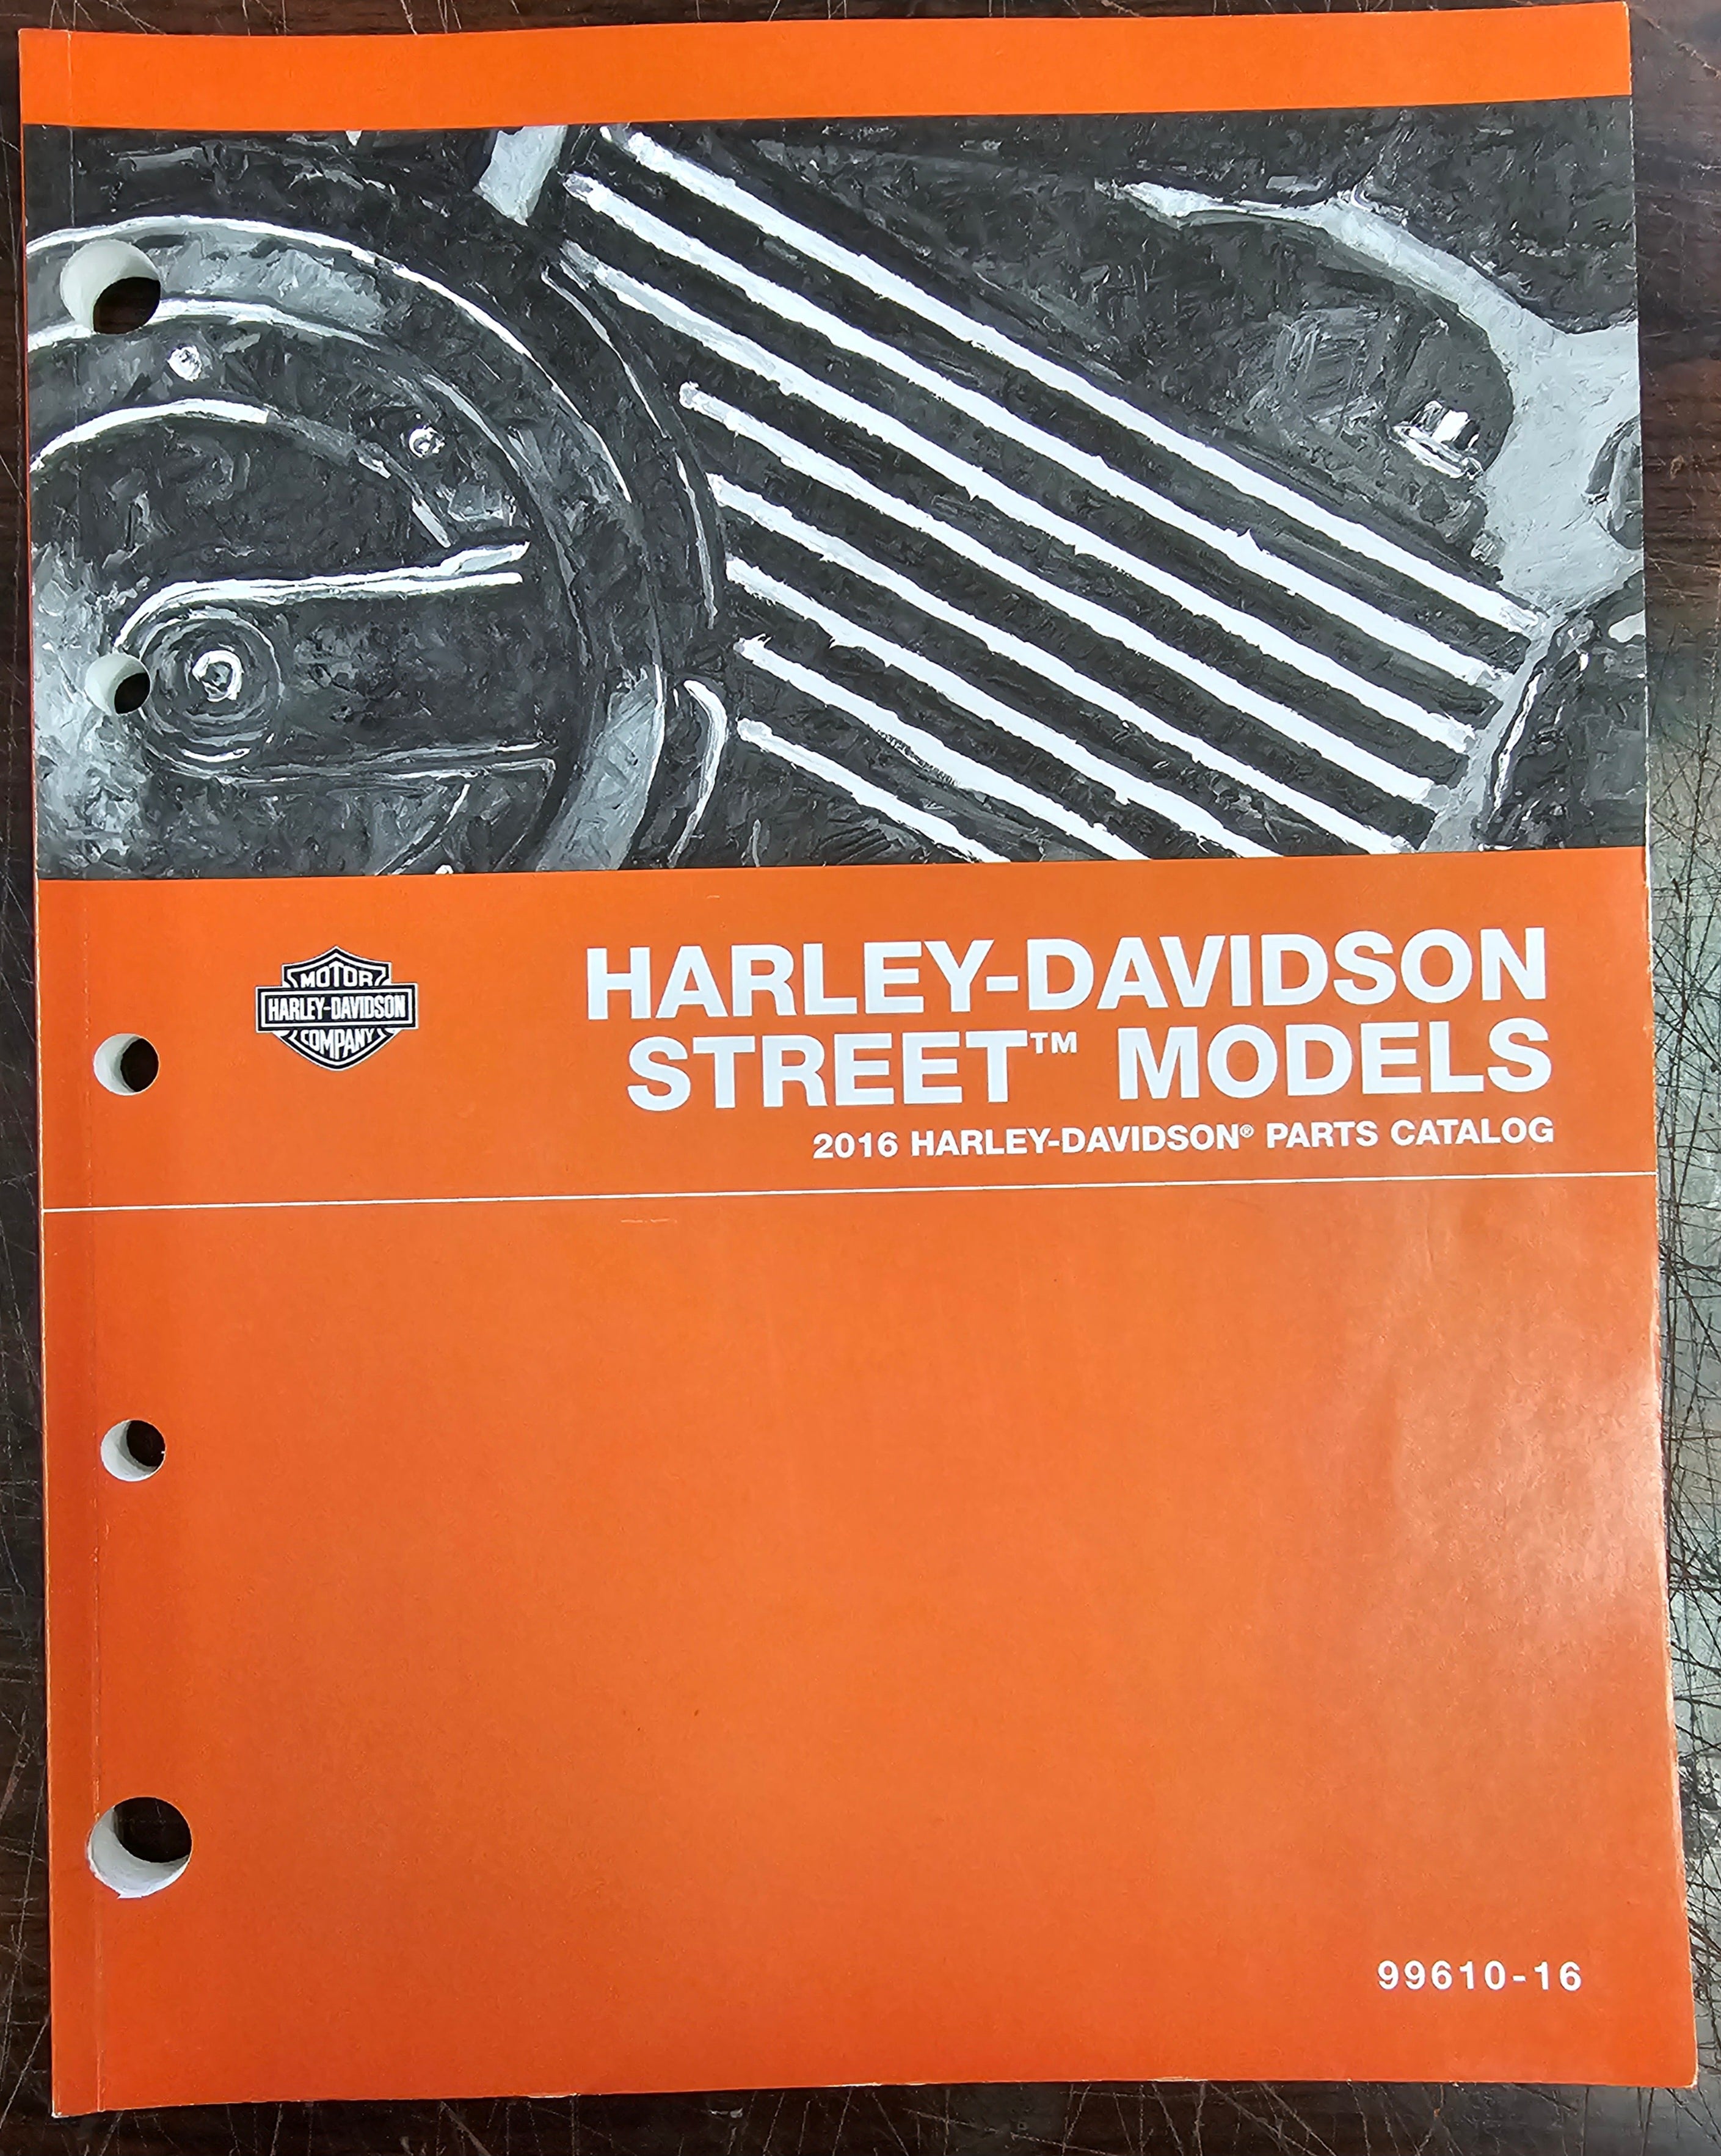 MOTOR
HARLEY-DAVIDSON
COMPANY
HARLEY-DAVIDSON
STREET™ MODELS
2016 HARLEY-DAVIDSON® PARTS CATALOG
99610-16